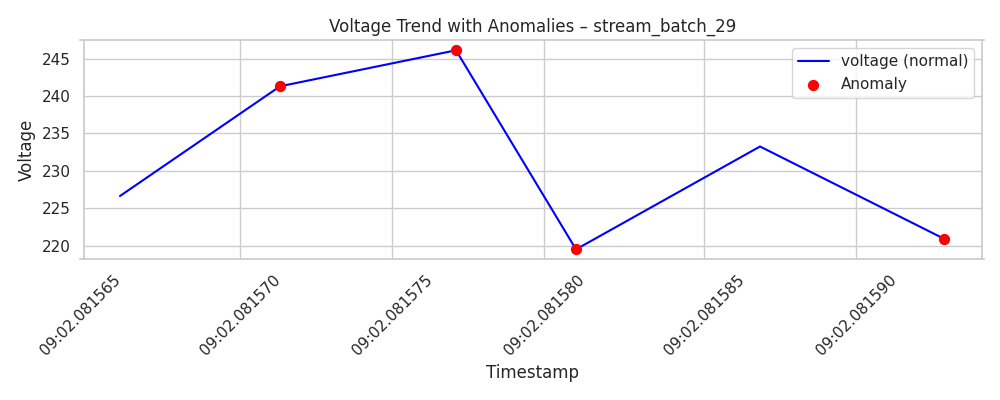 Voltage Trend with Anomalies – stream_batch_29
voltage (normal)
Anomaly
Voltage
245
240
235
230
225
220
09:02.081565
09:02.081570
09:02.081575
09:02.081580
09:02.081585
09:02.081590
Timestamp